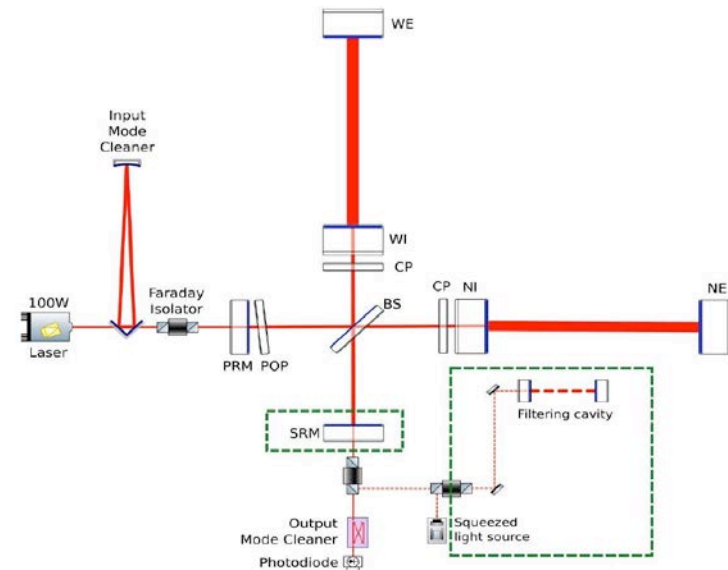 WE
Input
Mode
Cleaner
WI
CP
100W
Laser
Faraday
Isolator
PRM
POP
BS
CP
NI
NE
SRM
Filtering cavity
Output
Mode Cleaner
Squeezed
light source
Photodiode